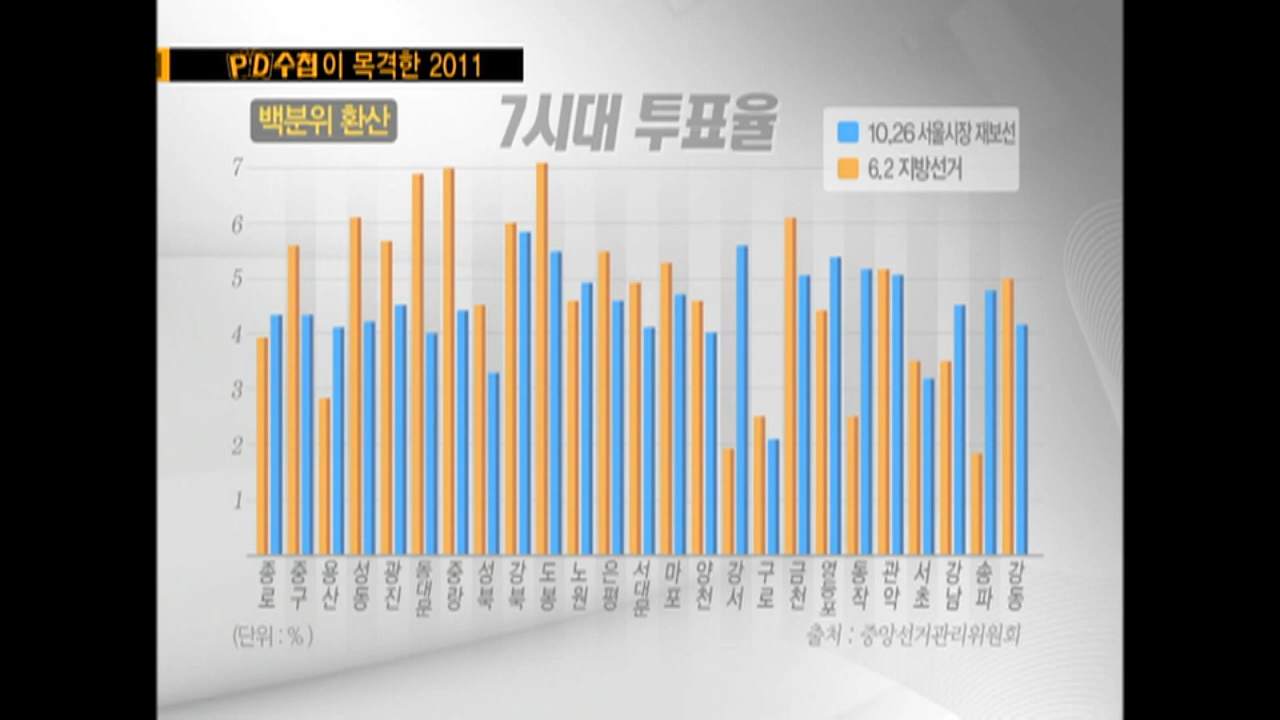 PD수첩이 목격한 2011
백분위 환산
7시대 투표율
10.26 서울시장 재보선
6.2 지방선거
7
6
5
4
3
2
1
종로 중구 용산 성동 광진 동대문 중랑 성북 강북 도봉 노원 은평 서대문 마포 양천 강서 구로 금천 영등포 동작 관악 서초 강남 송파 강동
(단위 : %)
출처 : 중앙선거관리위원회